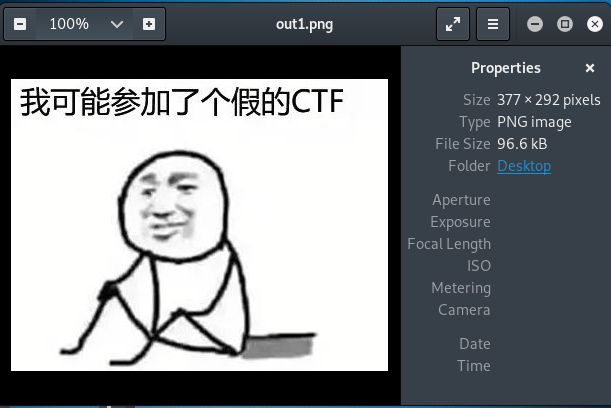 100%
out1.png
我可能参加了个假的CTF
Properties
Size 377 × 292 pixels
Type PNG image
File Size 96.6 kB
Folder Desktop
Aperture
Exposure
Focal Length
ISO
Metering
Camera
Date
Time